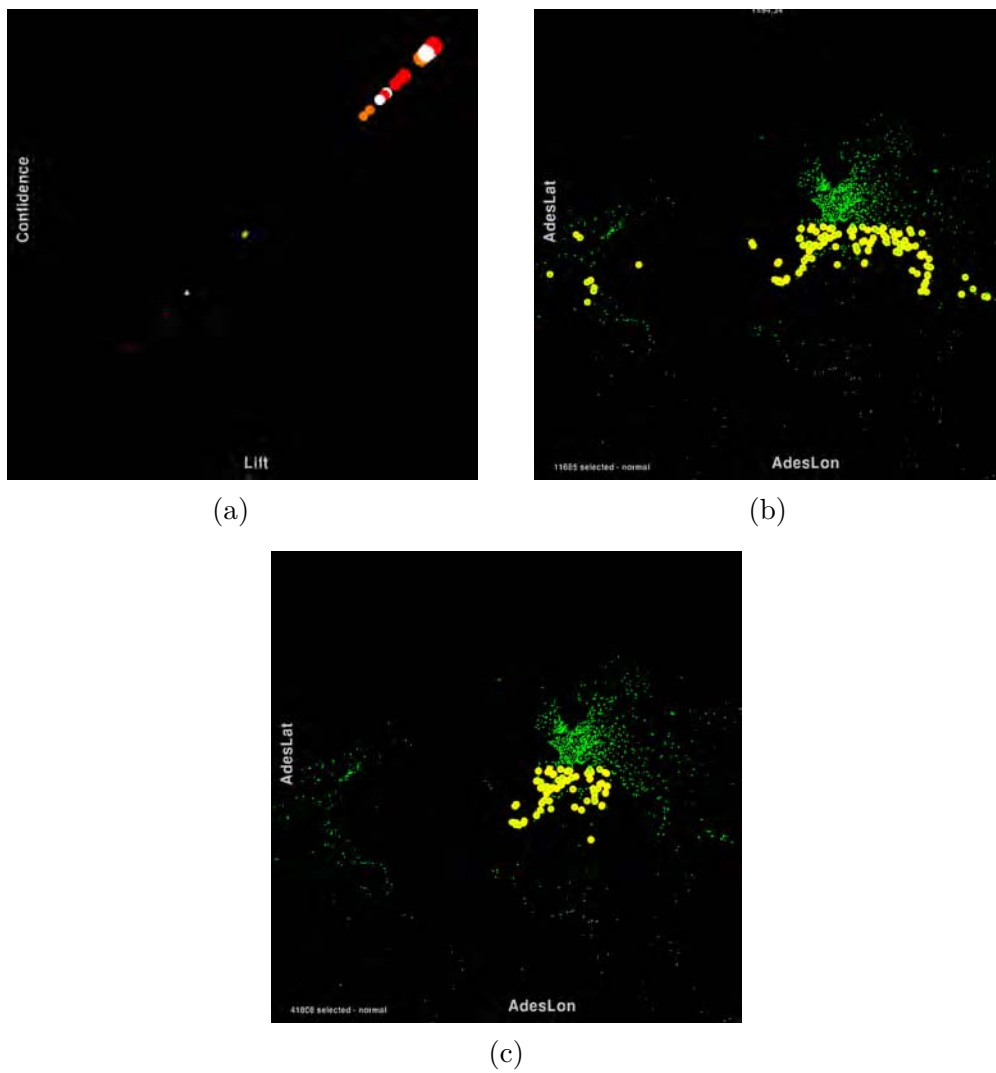 Confidence
Lift
(a)
AdesLat
11685 selected - normal
AdesLon
(b)
AdesLat
41808 selected - normal
AdesLon
(c)